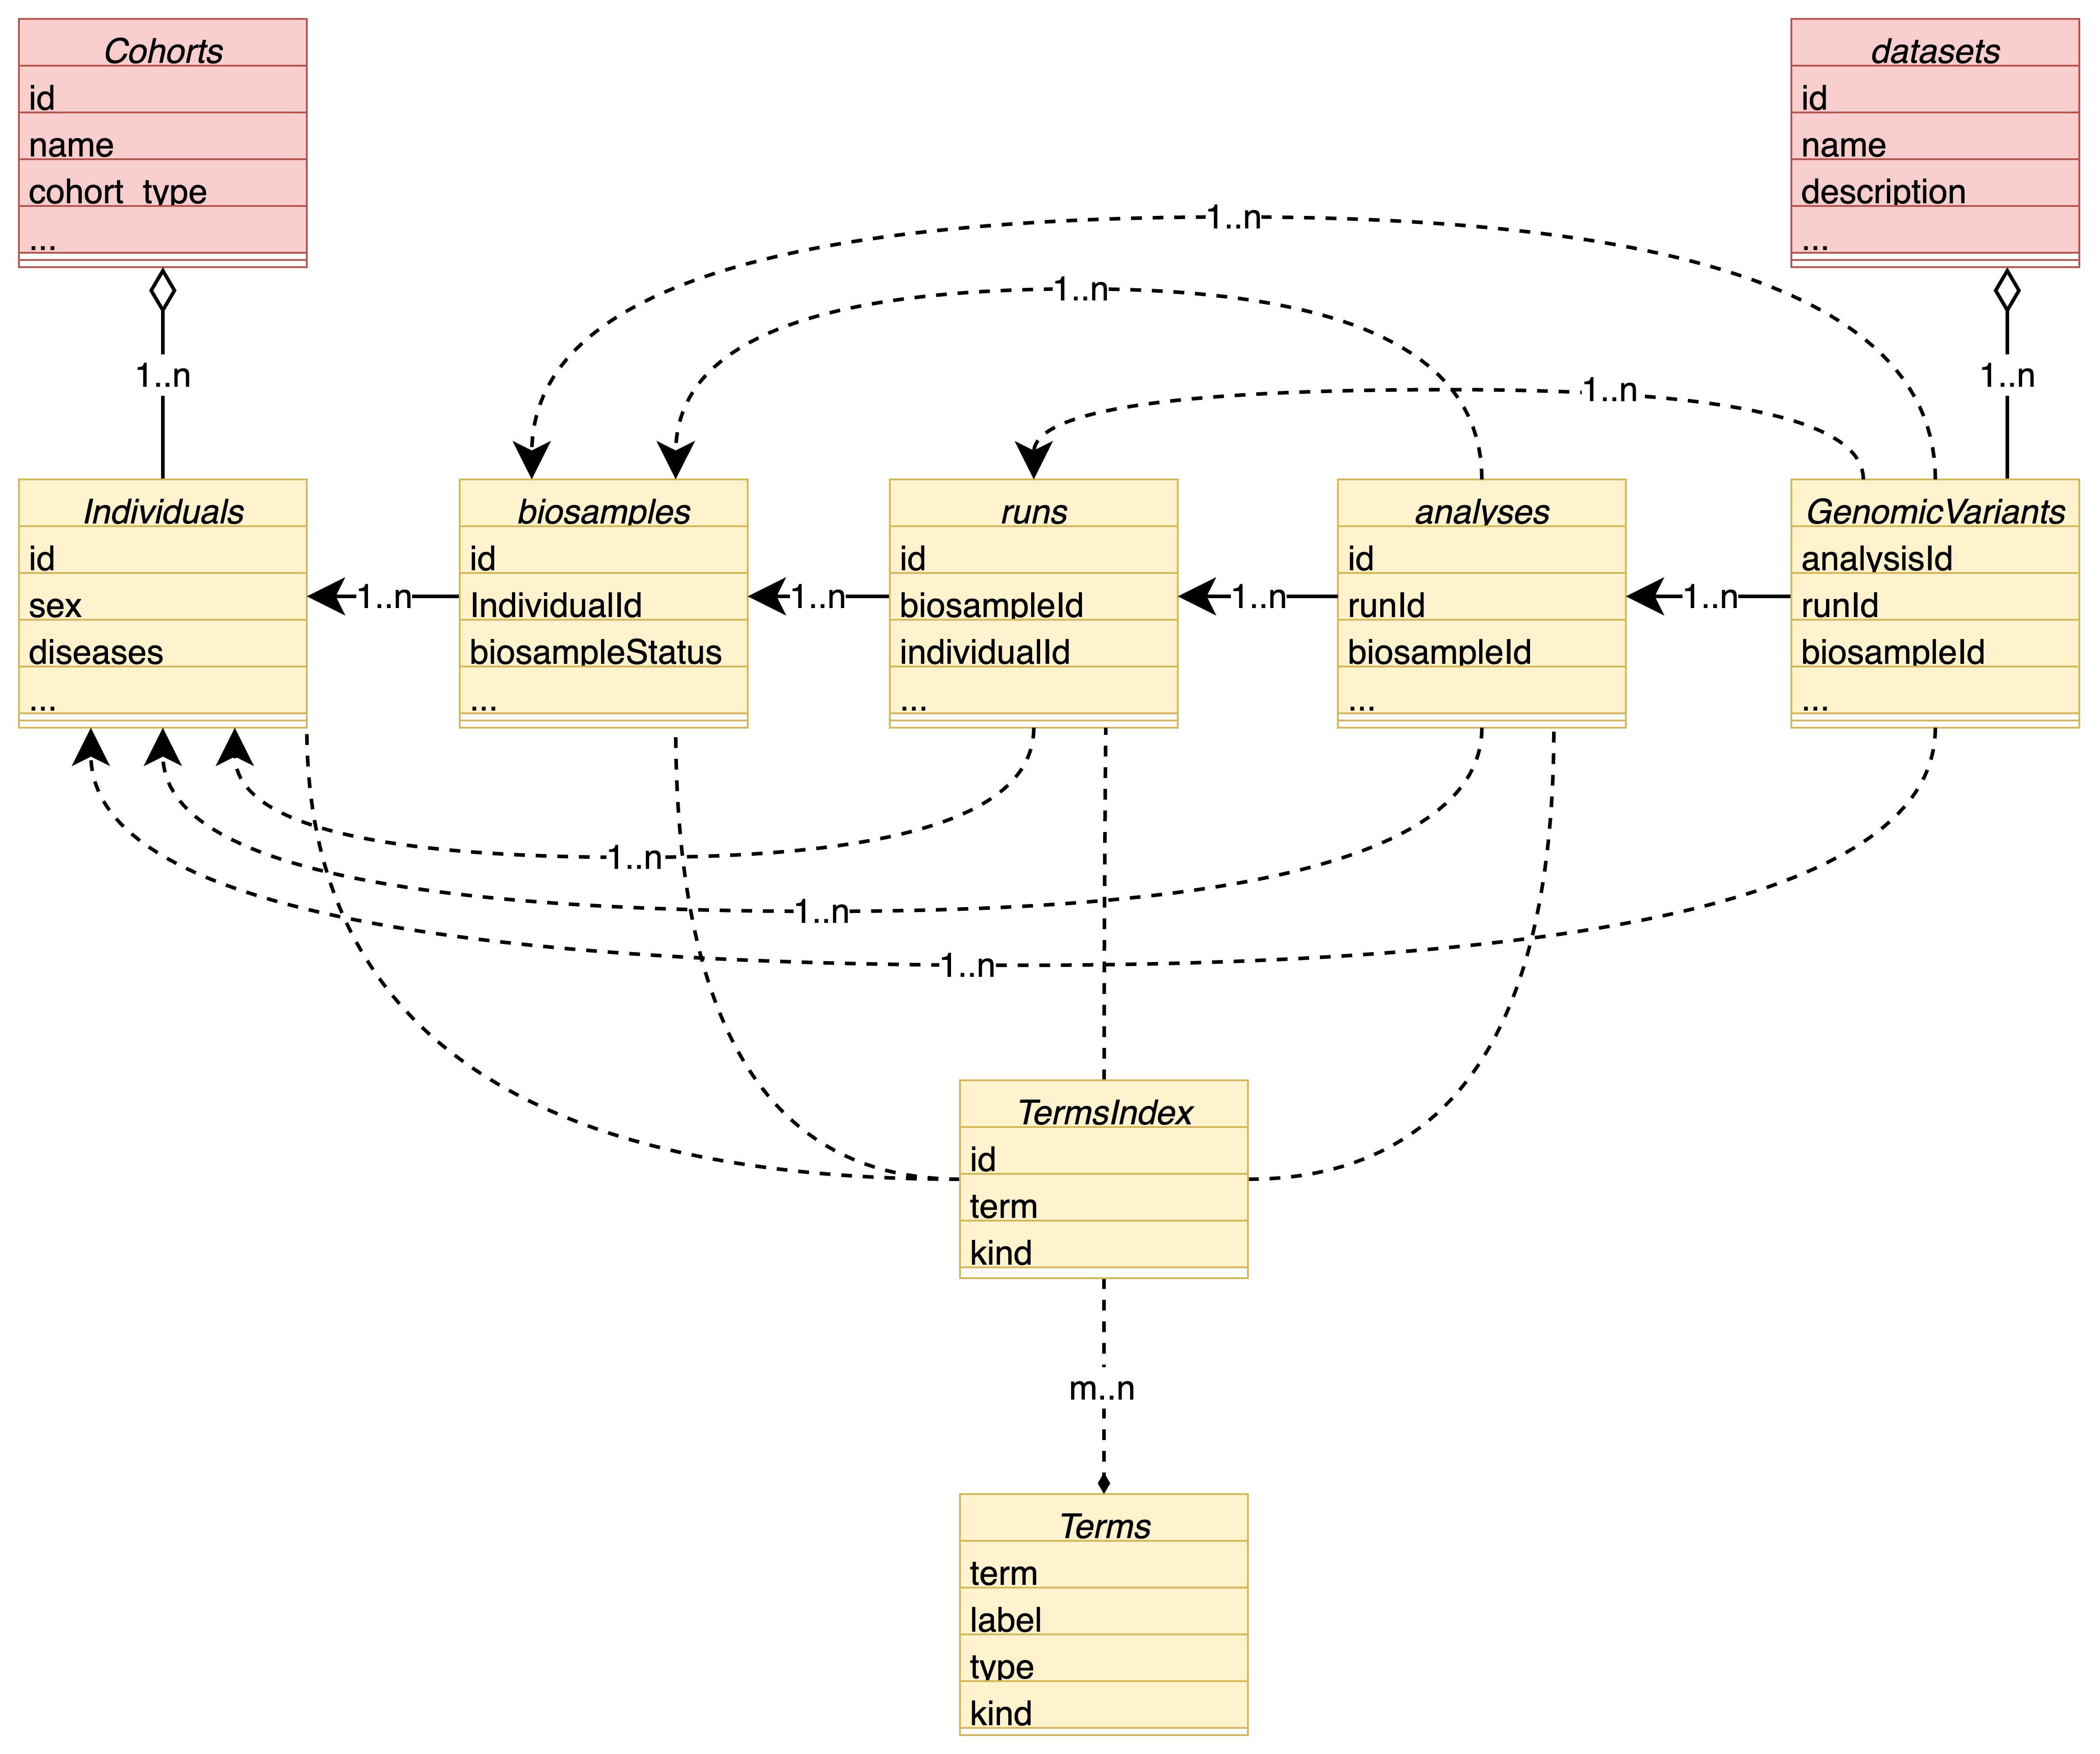 Cohorts
id
name
cohort_type
...
datasets
id
name
description
...
1..n
1..n
1..n
1..n
1..n
Individuals
id
sex
diseases
...
biosamples
id
IndividualId
biosampleStatus
...
runs
id
biosampleId
individualId
...
analyses
id
runId
biosampleId
...
GenomicVariants
analysisId
runId
biosampleId
...
1..n
1..n
1..n
1..n
1..n
1..n
1..n
TermsIndex
id
term
kind
m..n
Terms
term
label
type
kind